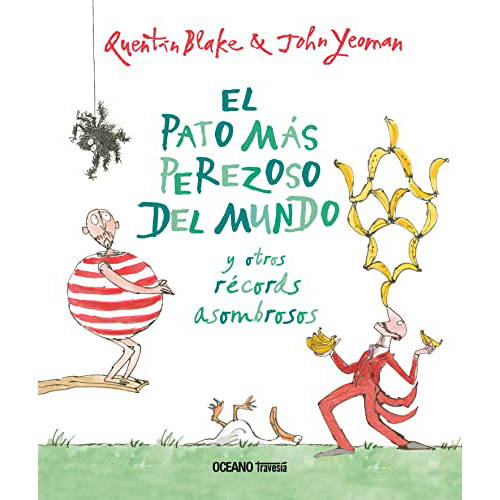 Quentin Blake & John Yeoman
EL
PATO MÁS
PEREZOSO
DEL MUNDO
y otros
récords
asombrosos
OCEANO travesía